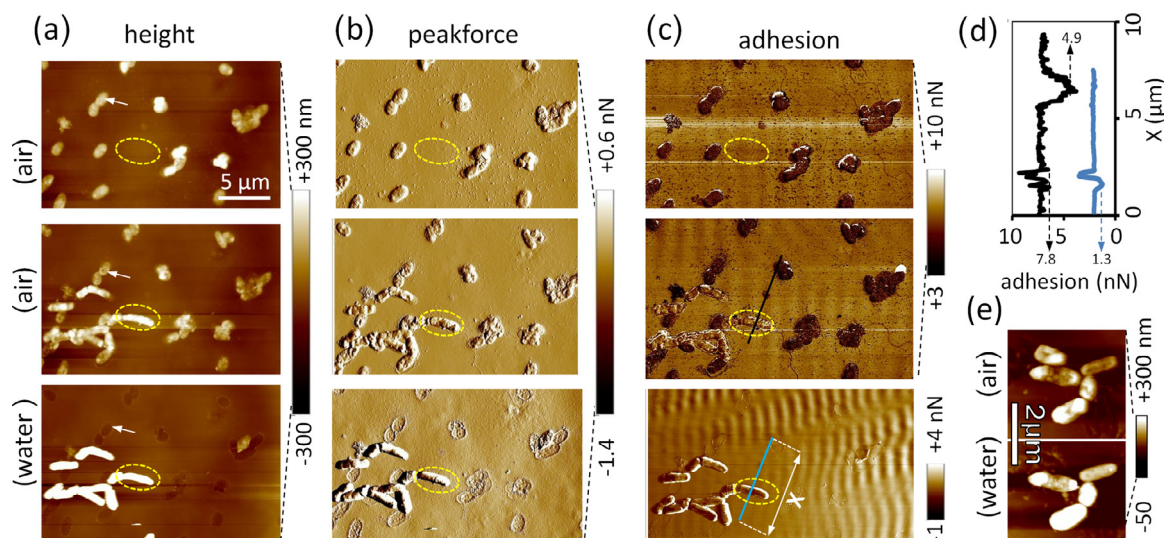 (a) height
(b) peakforce
(c) adhesion
(d)
(air)
(air)
(water)
5 µm
+300 nm
-300
+0.6 nN
-1.4
+10 nN
+3
+4 nN
-1
X
4.9
10
5
0
X (µm)
10 5 0
7.8
1.3
adhesion (nN)
(e)
(air)
(water)
2µm
+300 nm
-50